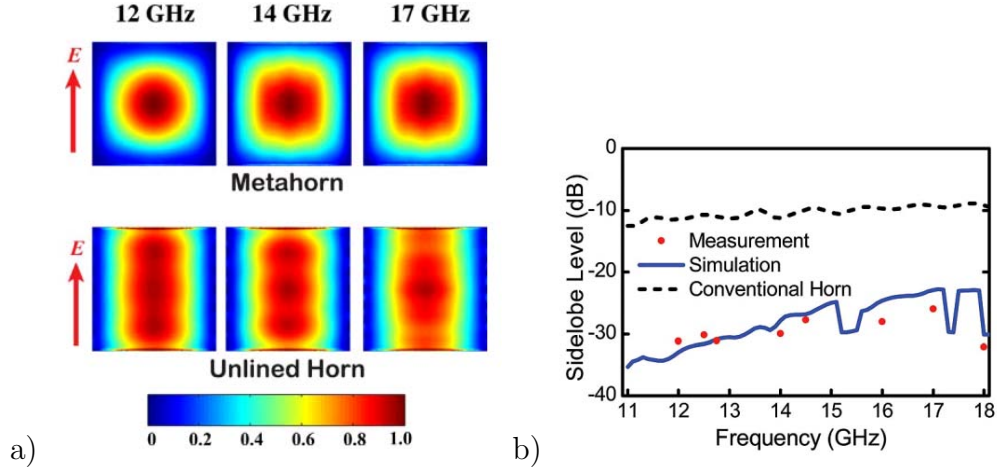 12 GHz 14 GHz 17 GHz
E
Metahorn
E
Unlined Horn
0 0.2 0.4 0.6 0.8 1.0
a)
0
-10
-20
-30
-40
Sidelobe Level (dB)
Measurement
Simulation
Conventional Horn
11 12 13 14 15 16 17 18
Frequency (GHz)
b)